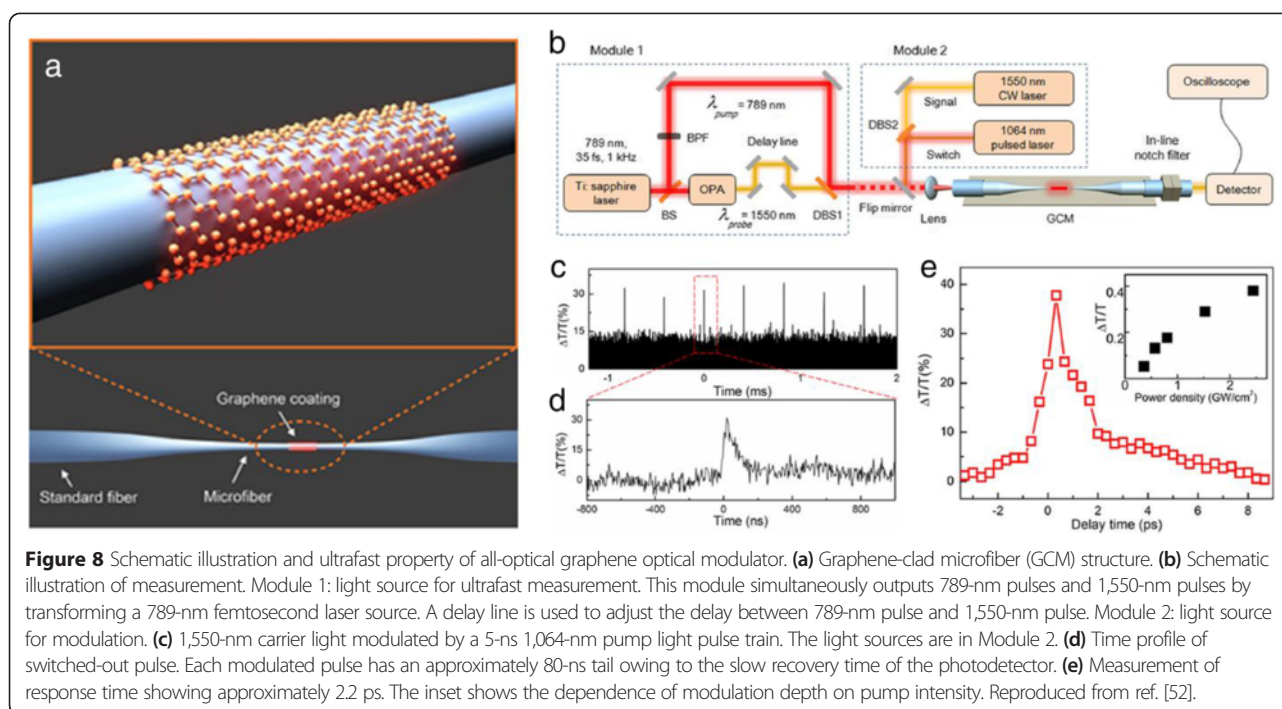 a
Graphene coating
Standard fiber
Microfiber
b
Module 1
Module 2
λpump = 789 nm
BPF
789 nm,
35 fs, 1 kHz
Delay line
Ti: sapphire
laser
BS
OPA
λprobe = 1550 nm
DBS1
Signal
1550 nm
CW laser
DBS2
Switch
1064 nm
pulsed laser
Flip mirror
Lens
GCM
In-line
notch filter
Oscilloscope
Detector
c
ΔT/T(%)
30
15
0
-1
0
1
2
Time (ms)
d
ΔT/T(%)
30
15
0
-800
-400
0
400
800
Time (ns)
e
ΔT/T(%)
40
30
20
10
0
-2
0
2
4
6
8
Delay time (ps)
ΔT/T
0.4
0.2
0
1
2
Power density (GW/cm²)
Figure 8 Schematic illustration and ultrafast property of all-optical graphene optical modulator. (a) Graphene-clad microfiber (GCM) structure. (b) Schematic
illustration of measurement. Module 1: light source for ultrafast measurement. This module simultaneously outputs 789-nm pulses and 1,550-nm pulses by
transforming a 789-nm femtosecond laser source. A delay line is used to adjust the delay between 789-nm pulse and 1,550-nm pulse. Module 2: light source
for modulation. (c) 1,550-nm carrier light modulated by a 5-ns 1,064-nm pump light pulse train. The light sources are in Module 2. (d) Time profile of
switched-out pulse. Each modulated pulse has an approximately 80-ns tail owing to the slow recovery time of the photodetector. (e) Measurement of
response time showing approximately 2.2 ps. The inset shows the dependence of modulation depth on pump intensity. Reproduced from ref. [52].